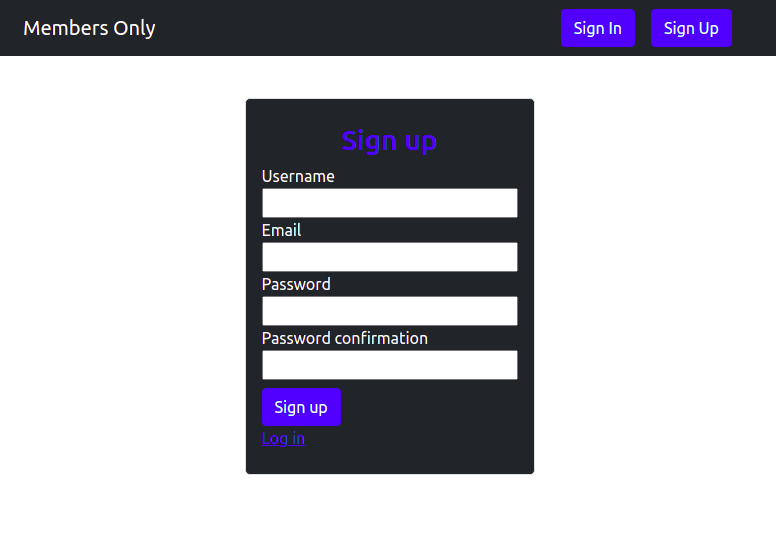 Members Only
Sign In
Sign Up
Sign up
Username
Email
Password
Password confirmation
Sign up
Log in